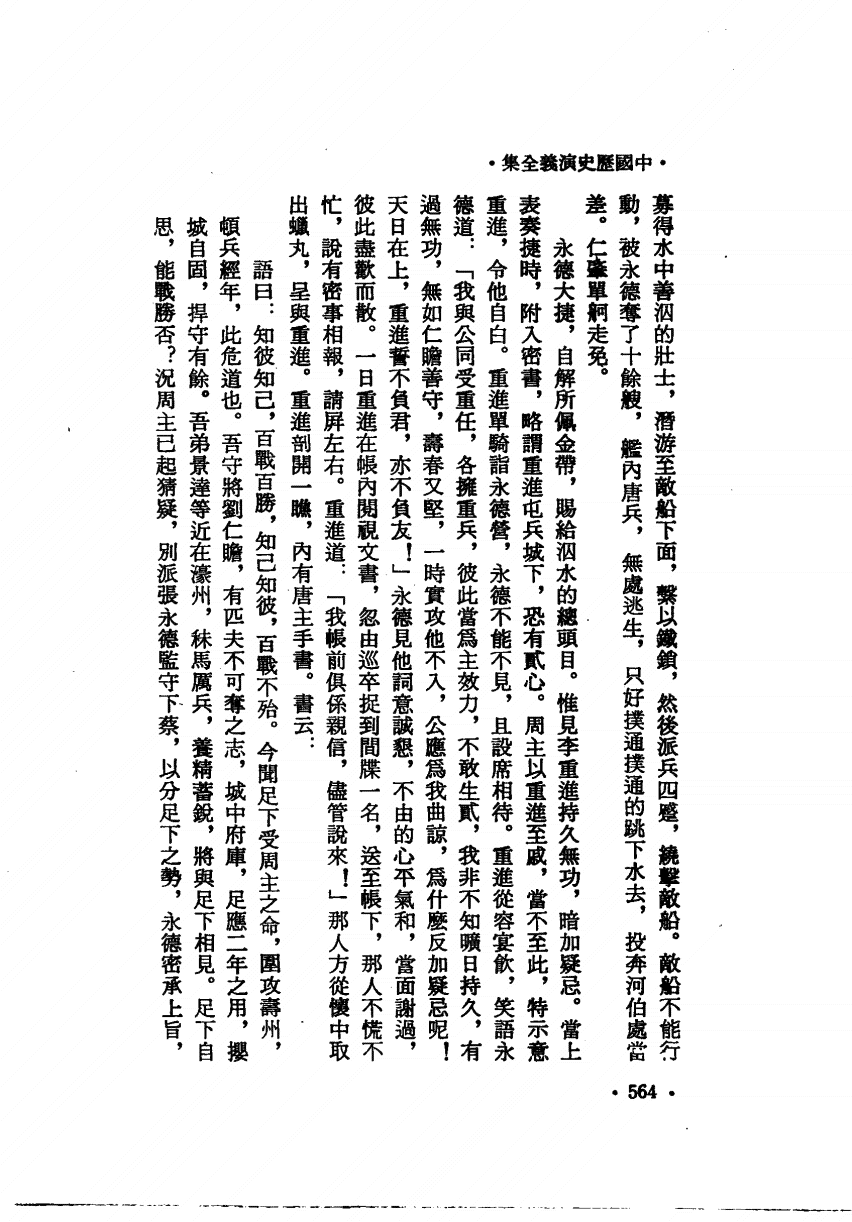 •中國歷史演義全集•
募得水中善泅的壯士，潛游至敵船下面，繫以鐵鎖，然後派兵四蹙，繞擊敵船。敵船不能行
動，被永德奪了十餘艘，艦內唐兵，無處逃生，只好撲通撲通的跳下水去，投奔河伯處當
差。仁肇單舸走免。
永德大捷，自解所佩金帶，賜給泅水的總頭目。惟見李重進持久無功，暗加疑忌。當上
表奏捷時，附入密書，略謂重進屯兵城下，恐有貳心。周主以重進至戚，當不至此，特示意
重進，令他自白。重進單騎詣永德營，永德不能不見，且設席相待。重進從容宴飲，笑語永
德道：「我與公同受重任，各擁重兵，彼此當爲主效力，不敢生貳，我非不知曠日持久，有
過無功，無如仁贍善守，壽春又堅，一時實攻他不入，公應爲我曲諒，爲什麼反加疑忌呢！
天日在上，重進誓不負君，亦不負友！」永德見他詞意誠懇，不由的心平氣和，當面謝過，
彼此盡歡而散。一日重進在帳內閱視文書，忽由巡卒捉到間牒一名，送至帳下，那人不慌不
忙，說有密事相報，請屏左右。重進道：「我帳前俱係親信，儘管說來！」那人方從懷中取
出蠟丸，呈與重進。重進剖開一瞧，內有唐主手書。書云：
語曰：知彼知己，百戰百勝，知己知彼，百戰不殆。今聞足下受周主之命，圍攻壽州，
頓兵經年，此危道也。吾守將劉仁贍，有匹夫不可奪之志，城中府庫，足應二年之用，攖
城自固，捍守有餘。吾弟景達等近在濠州，秣馬厲兵，養精蓄銳，將與足下相見。足下自
思，能戰勝否？況周主已起猜疑，別派張永德監守下蔡，以分足下之勢，永德密承上旨，
•564•